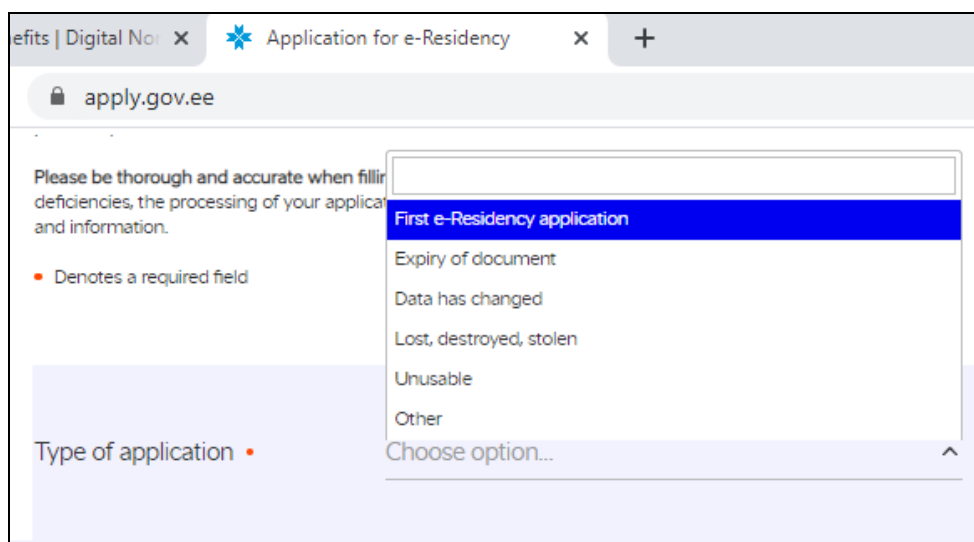 efits | Digital No
Application for e-Residency
apply.gov.ee
Please be thorough and accurate when fillin
deficiencies, the processing of your applicat
and information.
• Denotes a required field
First e-Residency application
Expiry of document
Data has changed
Lost, destroyed, stolen
Unusable
Other
Type of application •
Choose option...